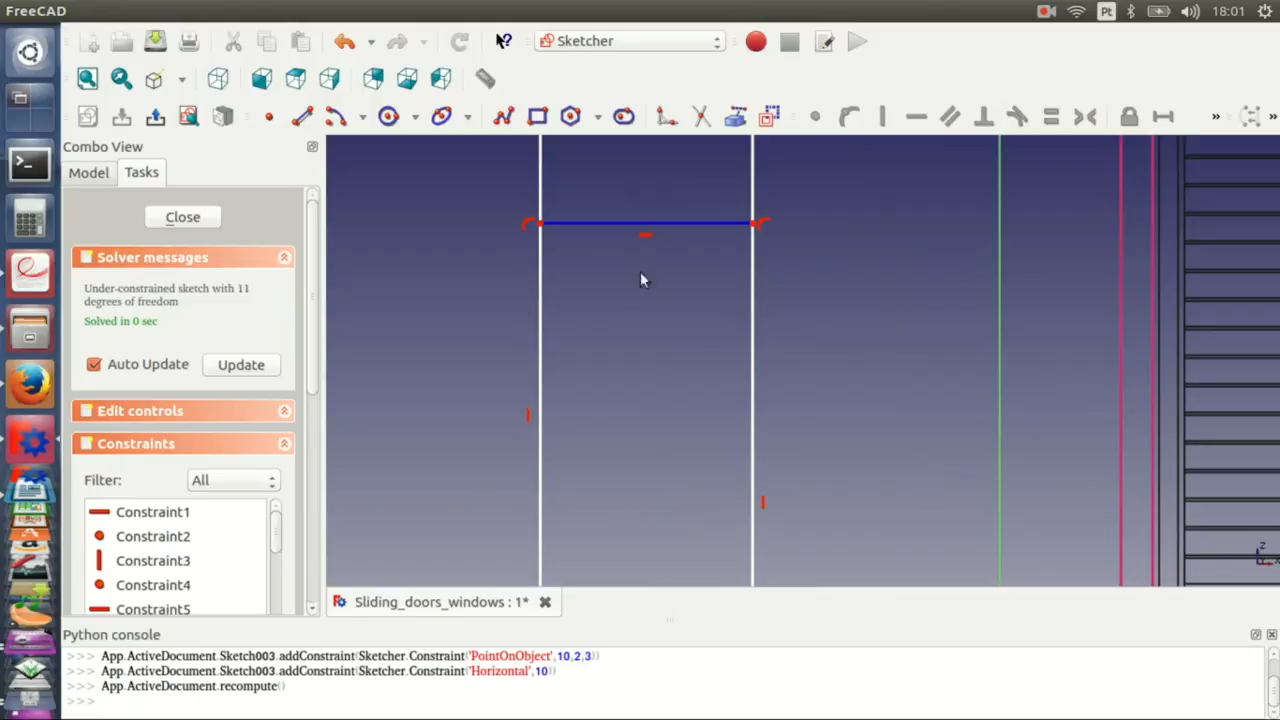 FreeCAD
Pt
18:01
Sketcher
»
»
Combo View
Model
Tasks
Close
Solver messages
Under-constrained sketch with 11
degrees of freedom
Solved in 0 sec
Auto Update
Update
Edit controls
Constraints
Filter:
All
Constraint1
Constraint2
Constraint3
Constraint4
Constraint5
Z
Sliding_doors_windows : 1*
Python console
>>> App.ActiveDocument.Sketch003.addConstraint(Sketcher.Constraint('PointOnObject',10,2,3))
>>> App.ActiveDocument.Sketch003.addConstraint(Sketcher.Constraint('Horizontal',10))
>>> App.ActiveDocument.recompute()
>>>